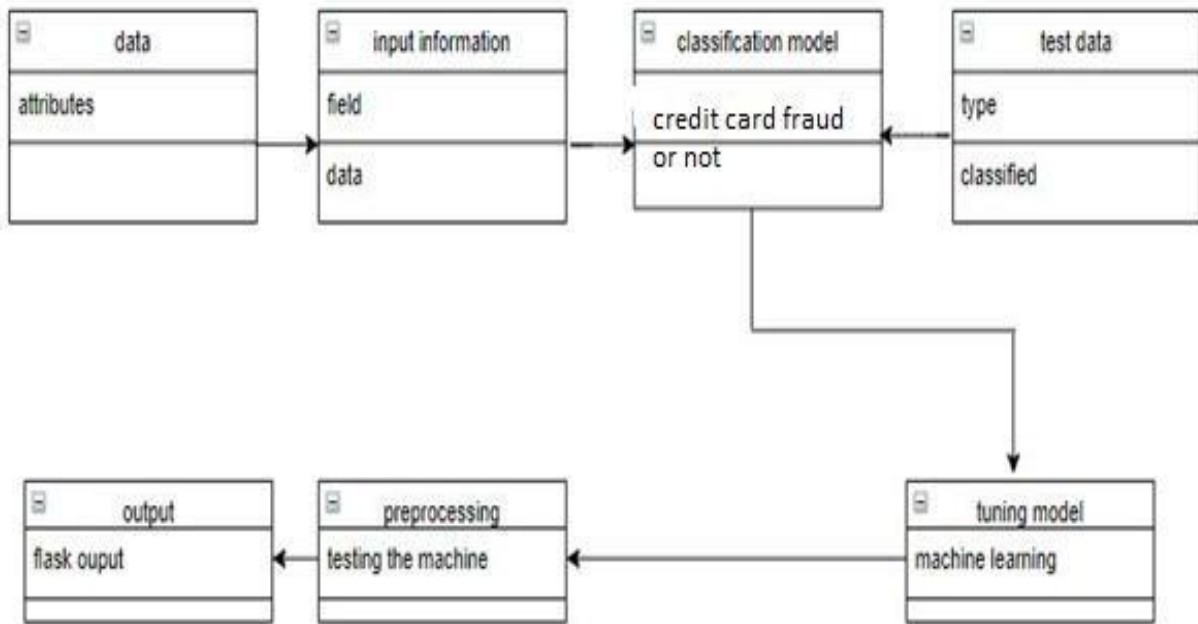 data
attributes
input information
field
data
classification model
credit card fraud
or not
test data
type
classified
output
flask ouput
preprocessing
testing the machine
tuning model
machine learning